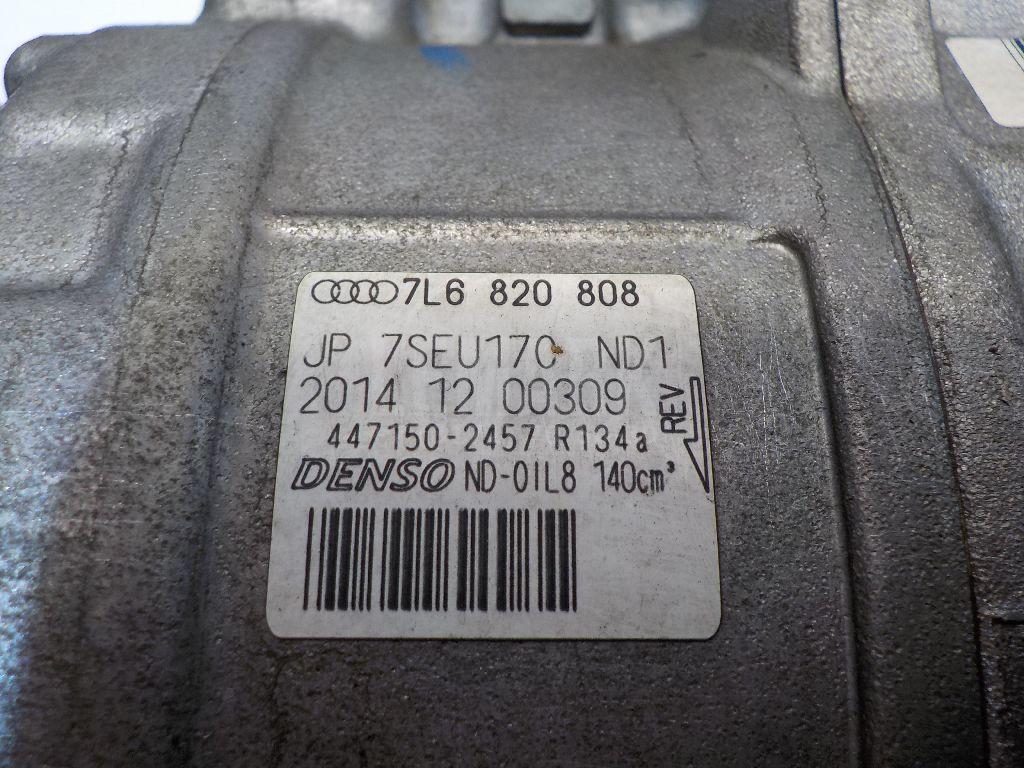 7L6 820 808
JP 7SEU17C ND1
2014 12 00309
REV
447150-2457 R134a
DENSO ND-OIL8 140cm³